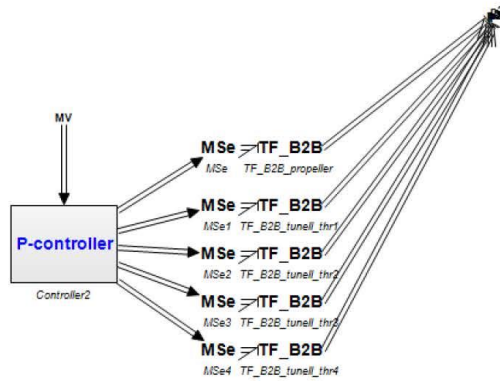 MV
MSe TF_B2B
MSe TF_B2B_propeller
MSe TF_B2B
P-controller
MSe1 TF_B2B_tunell_thr1
MSe TF_B2B
Controller2
MSe2 TF_B2B_tunell_thr2
MSe TF_B2B
MSe3 TF_B2B_tunell_thr3
MSe TF_B2B
MSe4 TF_B2B_tunell_thr4